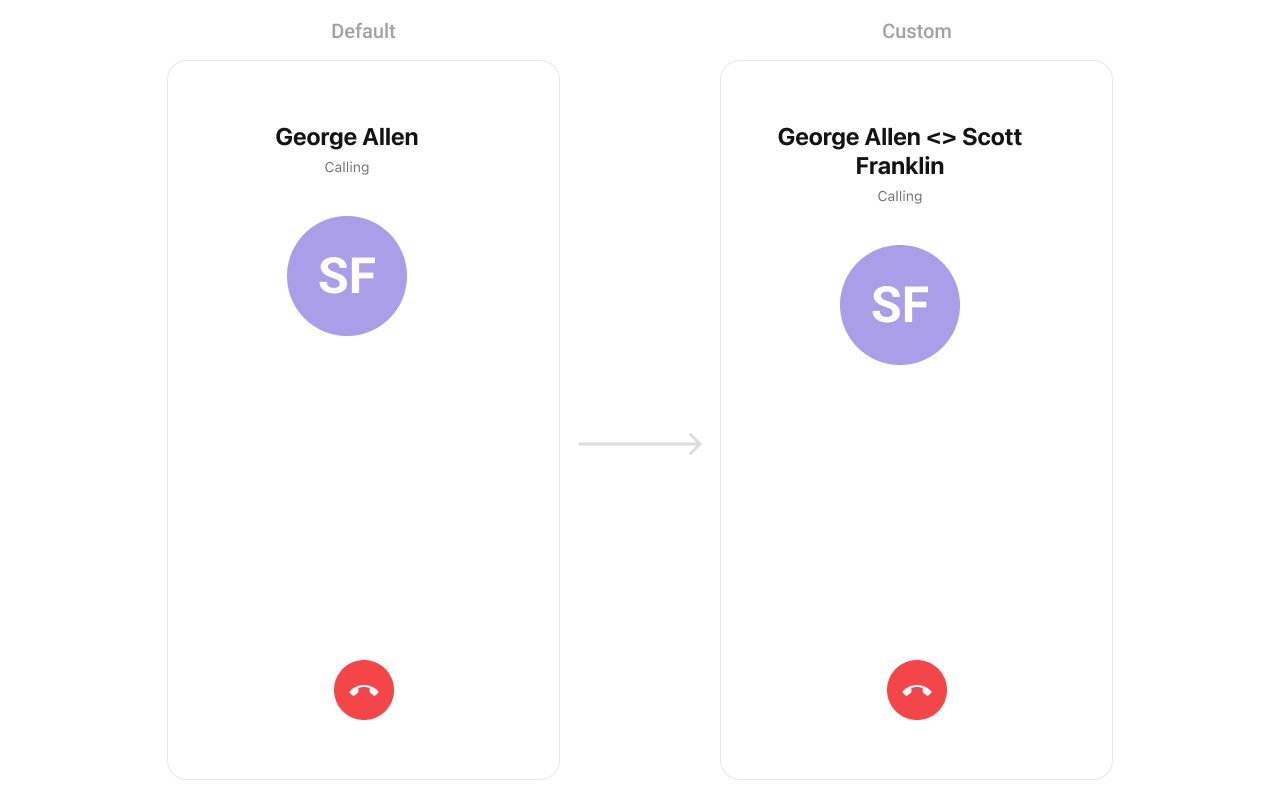 Default
George Allen
Calling
SF
Custom
George Allen <> Scott
Franklin
Calling
SF